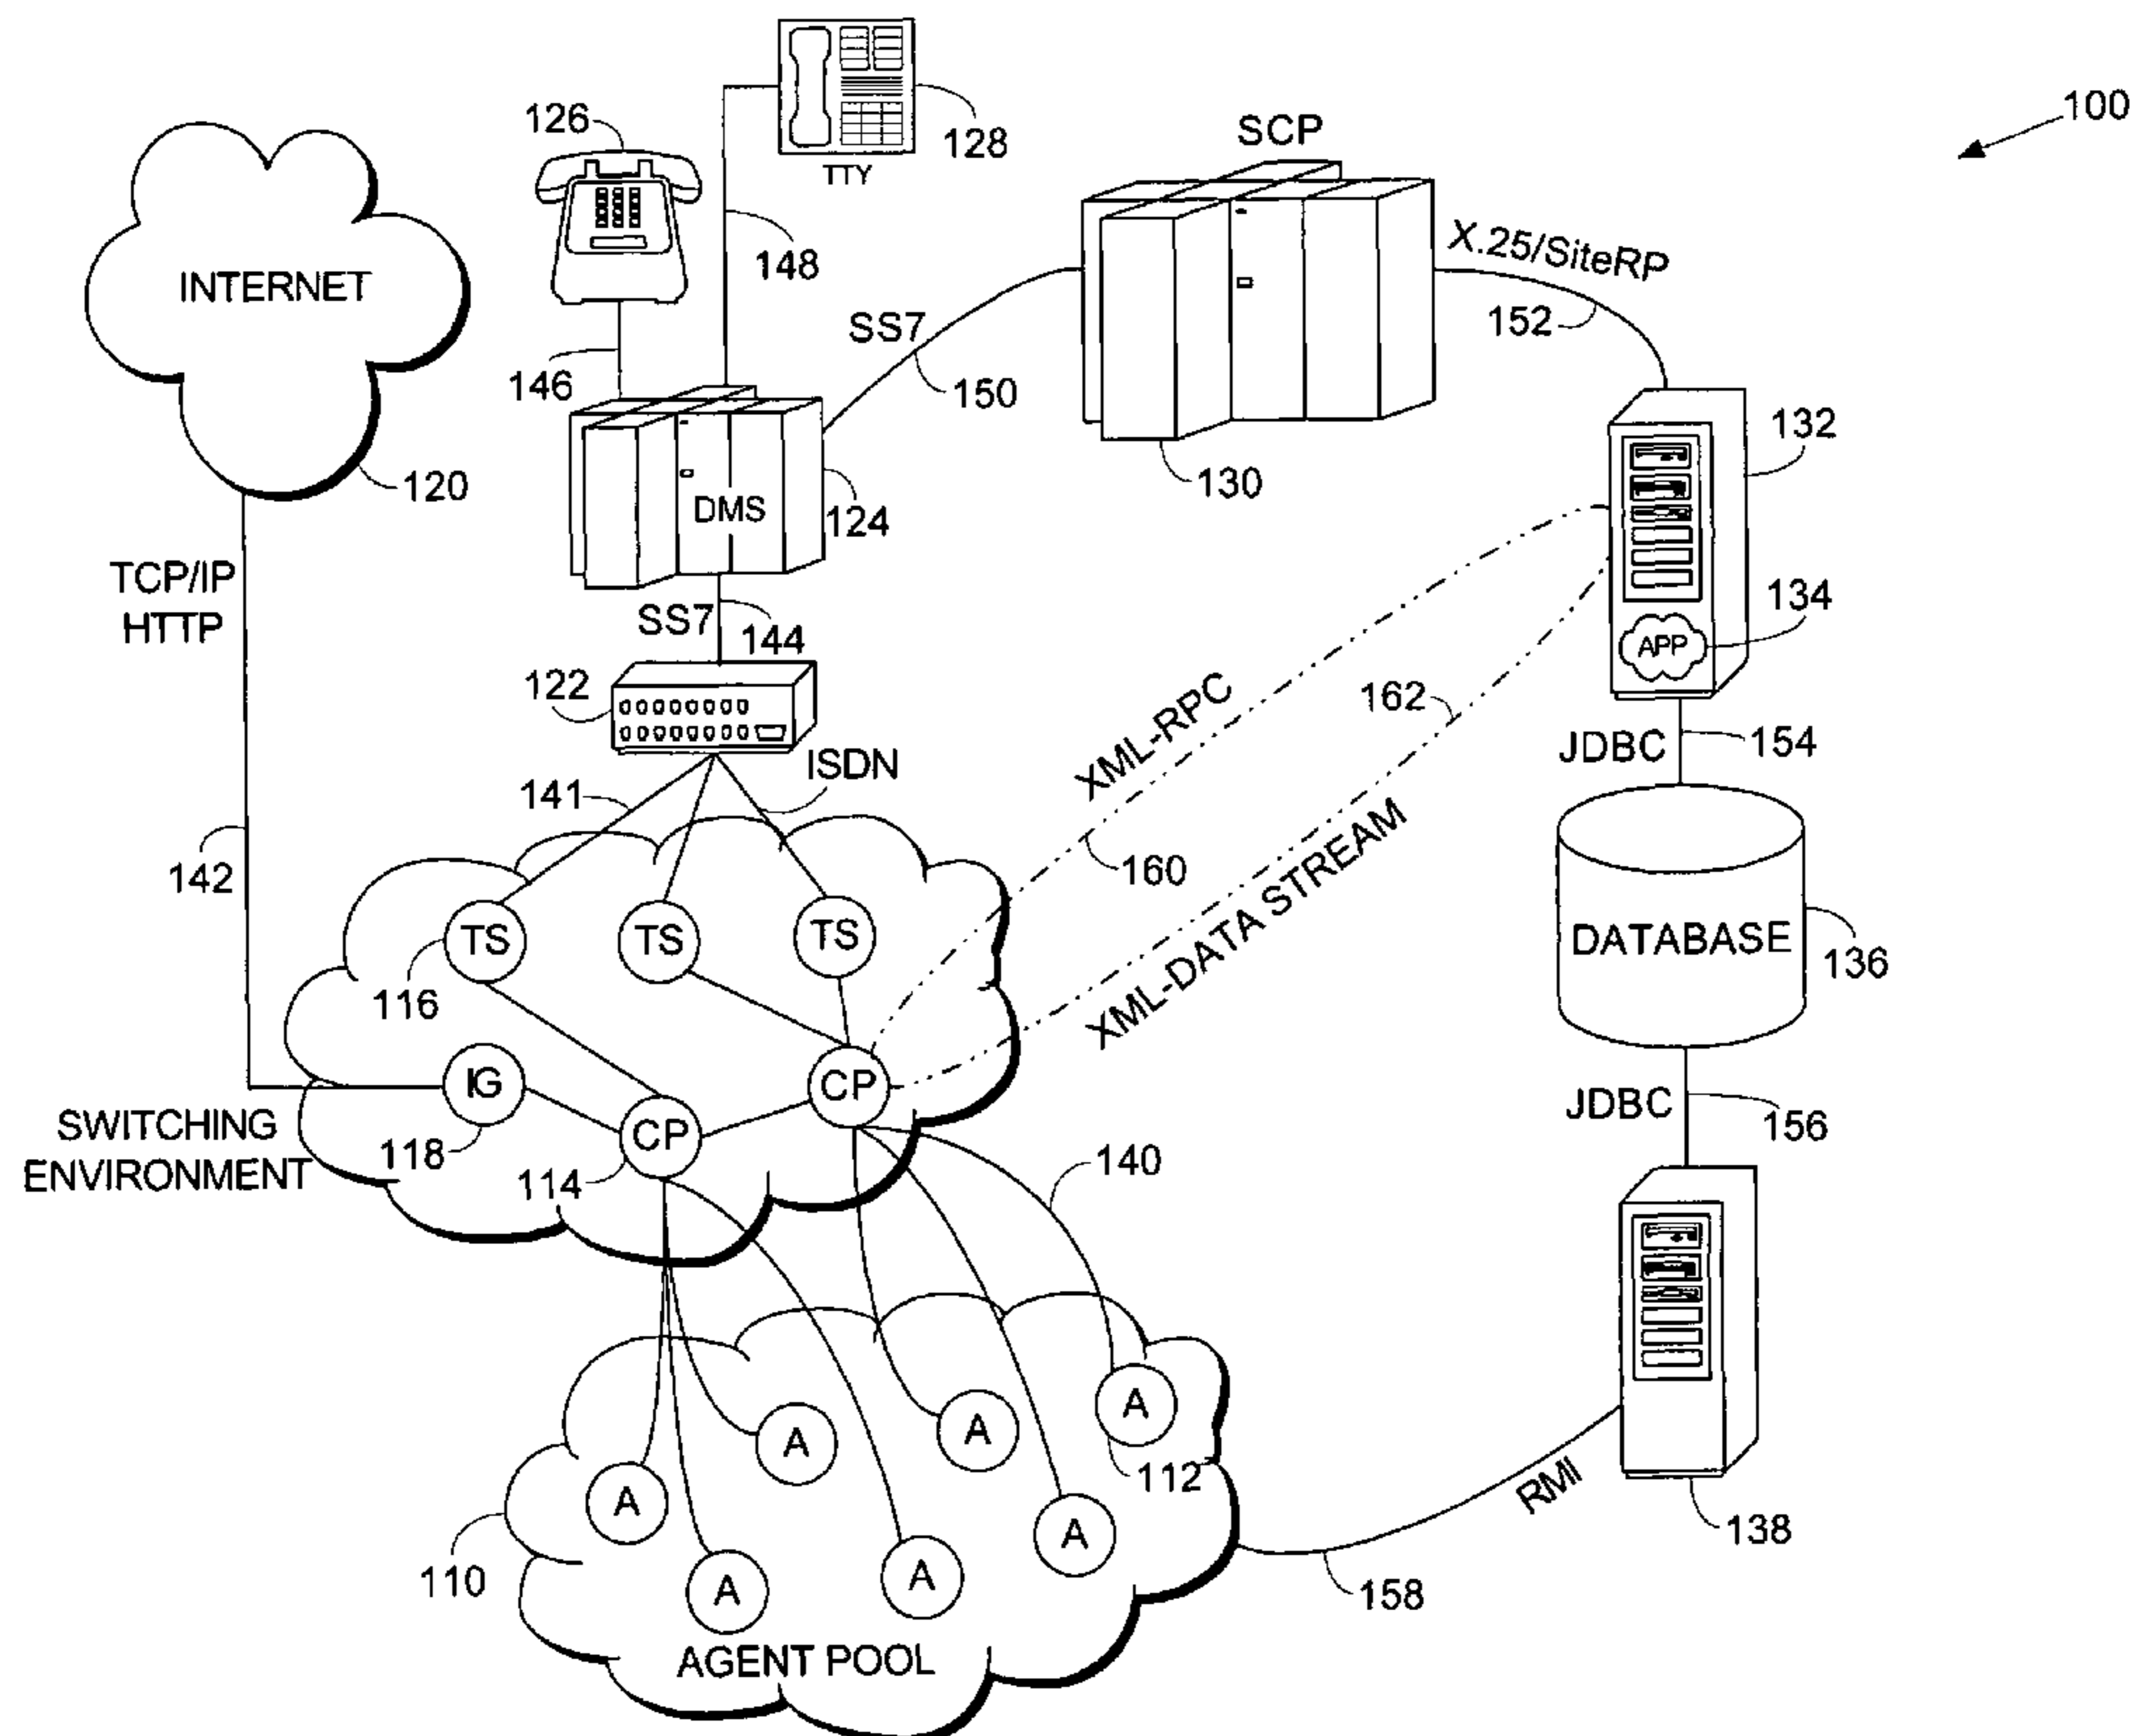 100
126
128
TTY
SCP
INTERNET
148
X.25/SiteRP
152
SS7
150
146
120
DMS
124
130
132
TCP/IP
HTTP
SS7
144
134
APP
122
162
XML-RPC
JDBC
154
141
ISDN
142
160
XML-DATA STREAM
TS
TS
TS
116
DATABASE
136
IG
CP
CP
JDBC
156
SWITCHING
ENVIRONMENT
118
114
140
A
A
A
112
A
A
A
A
110
RMI
138
158
AGENT POOL